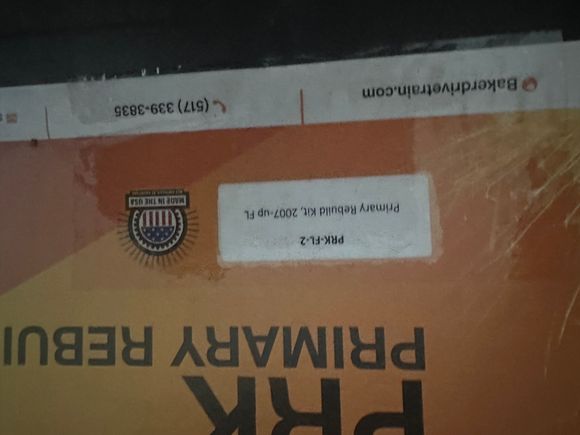 PRK
PRIMARY REBUI
PRK-FL-2
Primary Rebuild Kit, 2007-up FL
MADE IN THE USA
Bakerdrivetrain.com
(517) 339-3835